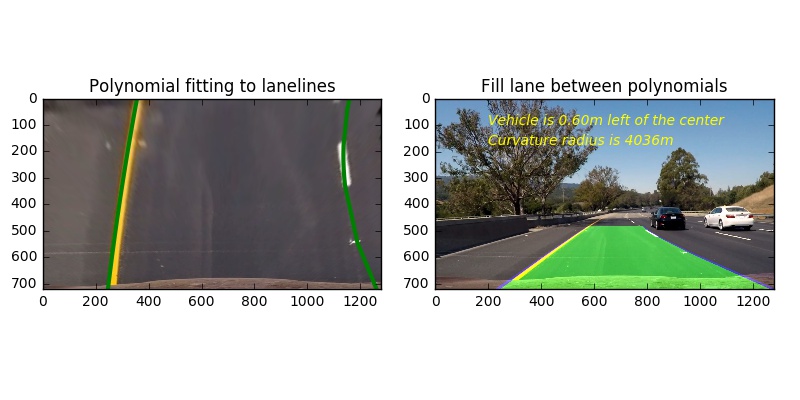 Polynomial fitting to lanelines
0
100
200
300
400
500
600
700
0 200 400 600 800 1000 1200
Fill lane between polynomials
0
100
200
300
400
500
600
700
0 200 400 600 800 1000 1200
Vehicle is 0.60m left of the center
Curvature radius is 4036m